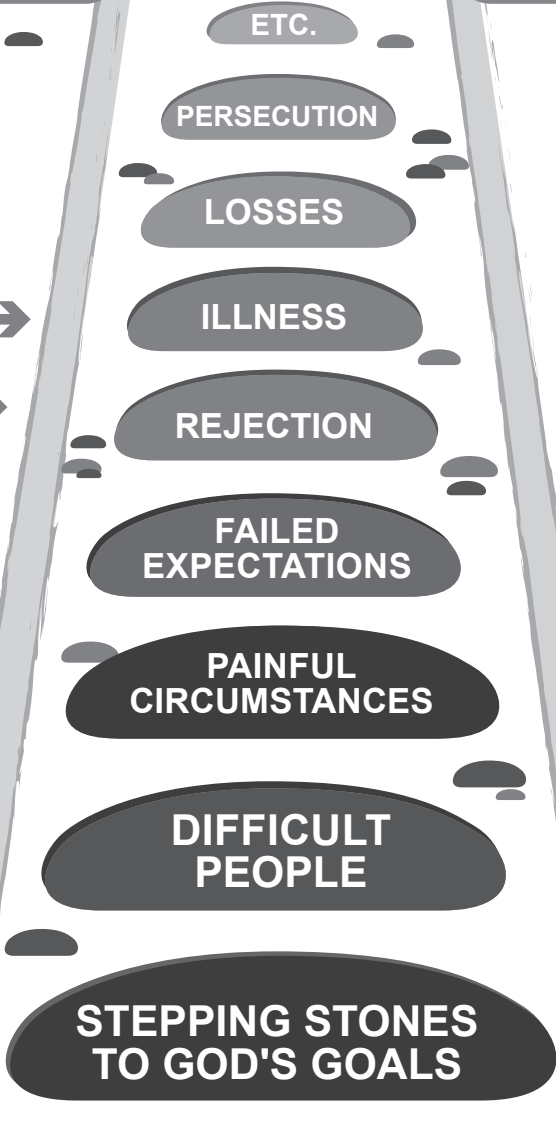 ETC.
PERSECUTION
LOSSES
ILLNESS
REJECTION
FAILED
EXPECTATIONS
PAINFUL
CIRCUMSTANCES
DIFFICULT
PEOPLE
STEPPING STONES
TO GOD'S GOALS